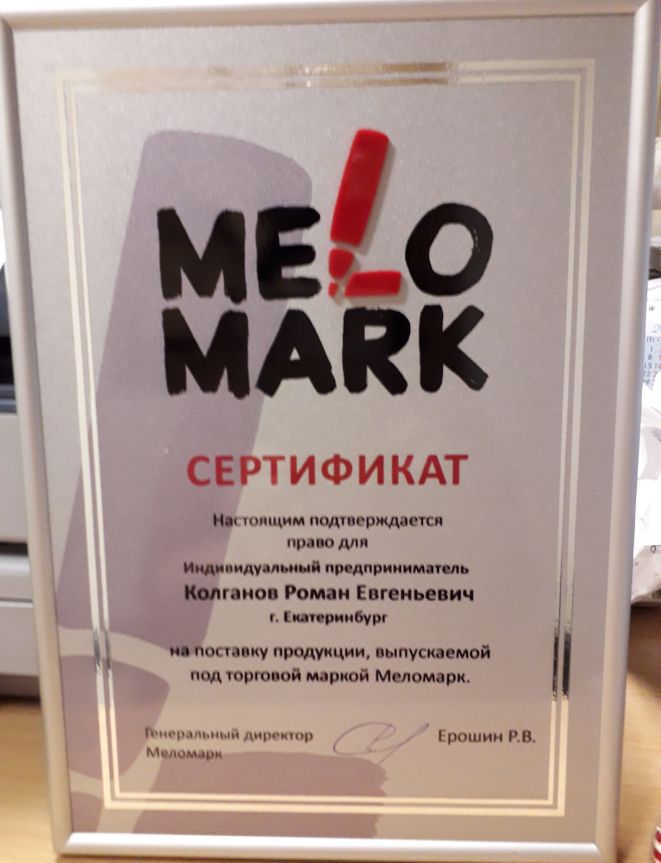 MELO
MARK
СЕРТИФИКАТ
Настоящим подтверждается
право для
Индивидуальный предприниматель
Колганов Роман Евгеньевич
г. Екатеринбург
на поставку продукции, выпускаемой
под торговой маркой Меломарк.
Генеральный директор
Меломарк
Ерошин Р.В.